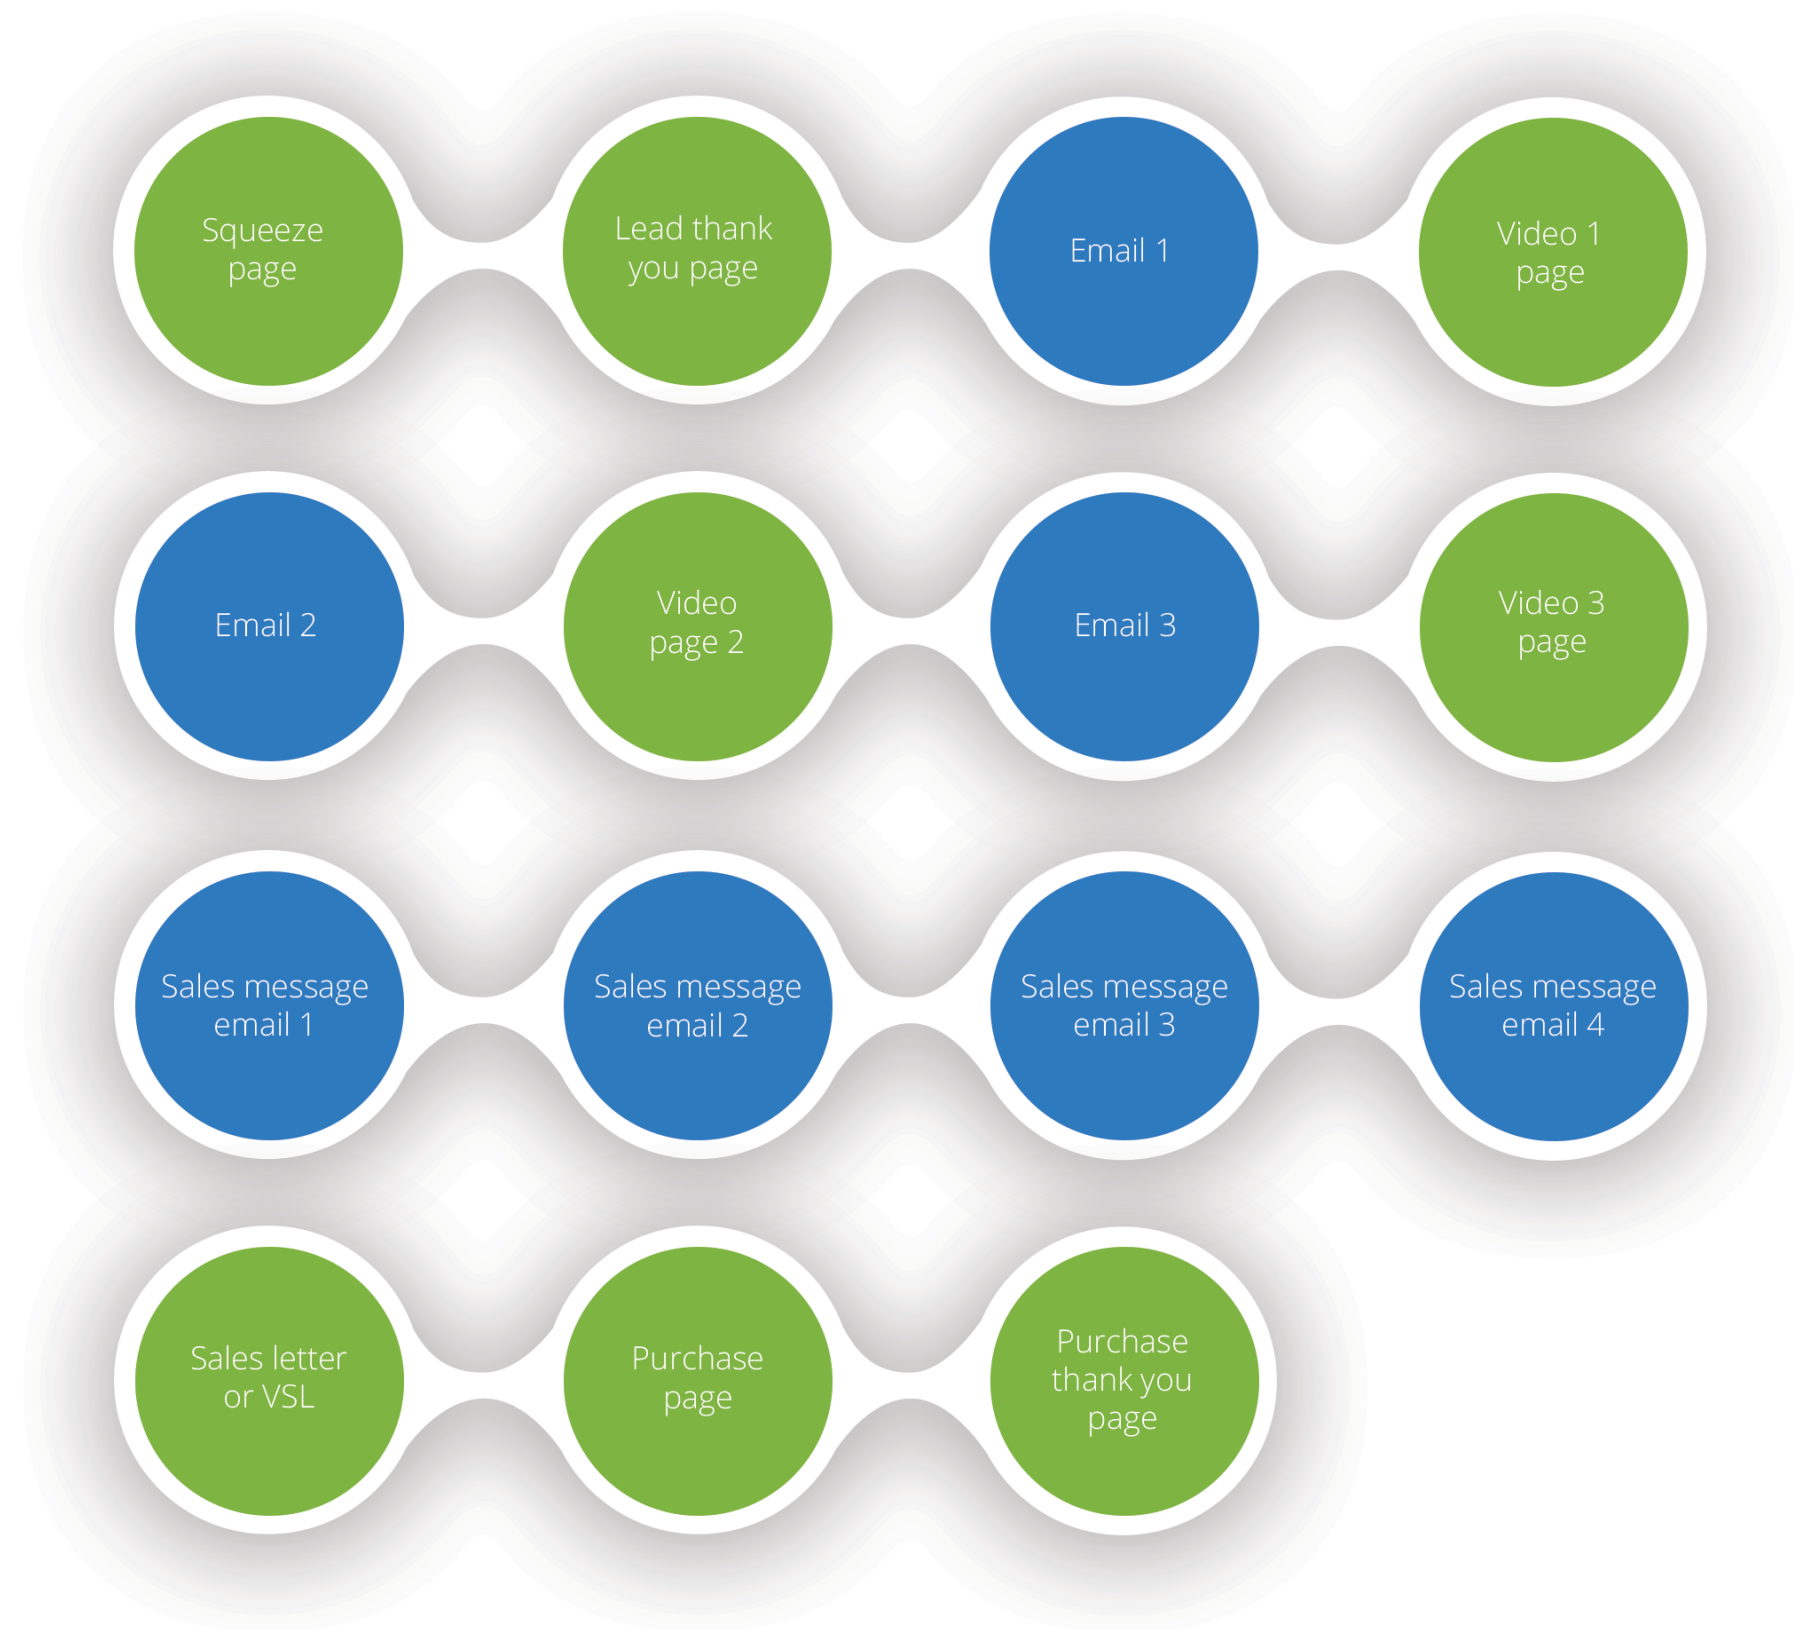 Squeeze
page
Lead thank
you page
Email 1
Video 1
page
Email 2
Video
page 2
Email 3
Video 3
page
Sales message
email 1
Sales message
email 2
Sales message
email 3
Sales message
email 4
Sales letter
or VSL
Purchase
page
Purchase
thank you
page